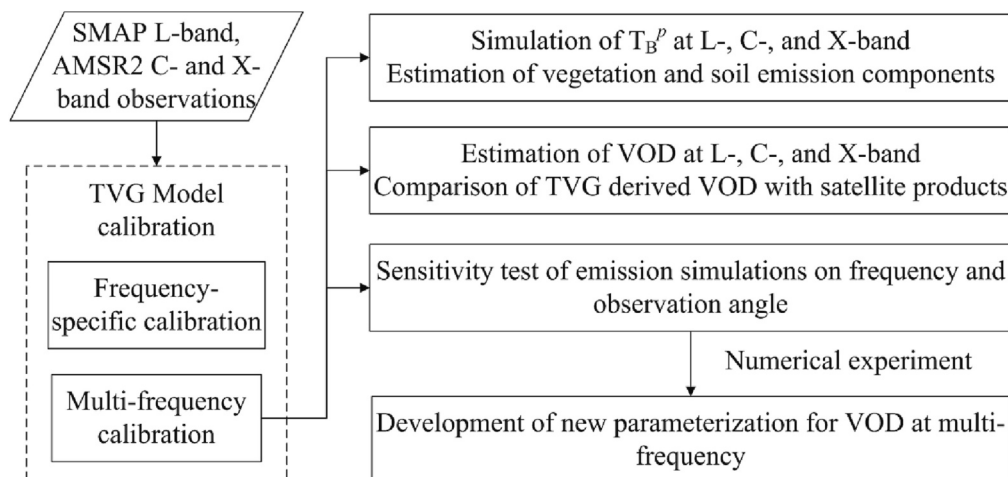 SMAP L-band,
AMSR2 C- and X-
band observations
TVG Model
calibration
Frequency-
specific calibration
Multi-frequency
calibration
Simulation of T_B^p at L-, C-, and X-band
Estimation of vegetation and soil emission components
Estimation of VOD at L-, C-, and X-band
Comparison of TVG derived VOD with satellite products
Sensitivity test of emission simulations on frequency and
observation angle
Numerical experiment
Development of new parameterization for VOD at multi-
frequency